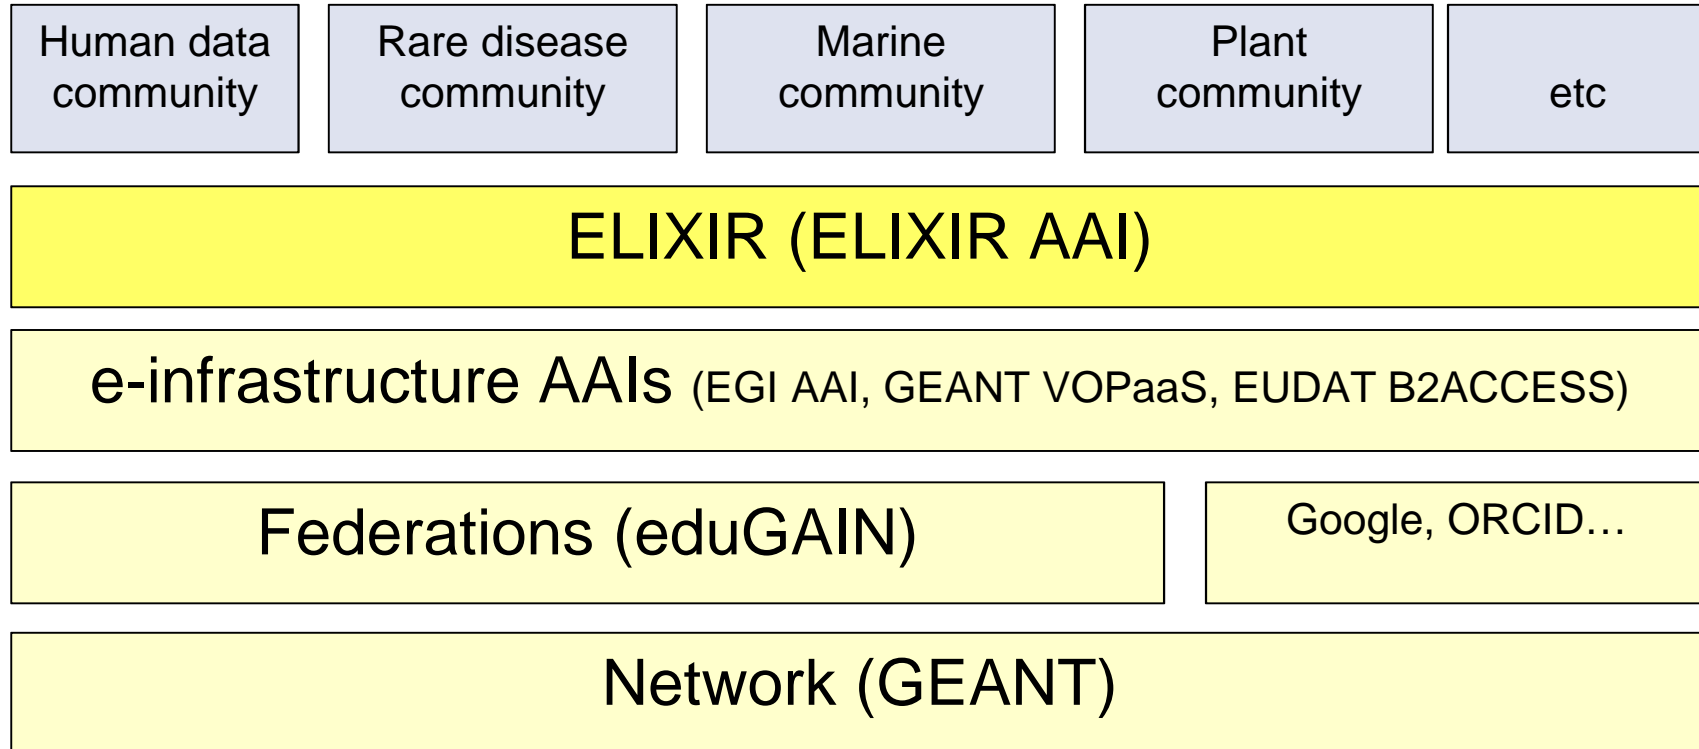 Human data
community
Rare disease
community
Marine
community
Plant
community
etc
ELIXIR (ELIXIR AAI)
e-infrastructure AAIs (EGI AAI, GEANT VOPaaS, EUDAT B2ACCESS)
Federations (eduGAIN)
Google, ORCID…
Network (GEANT)